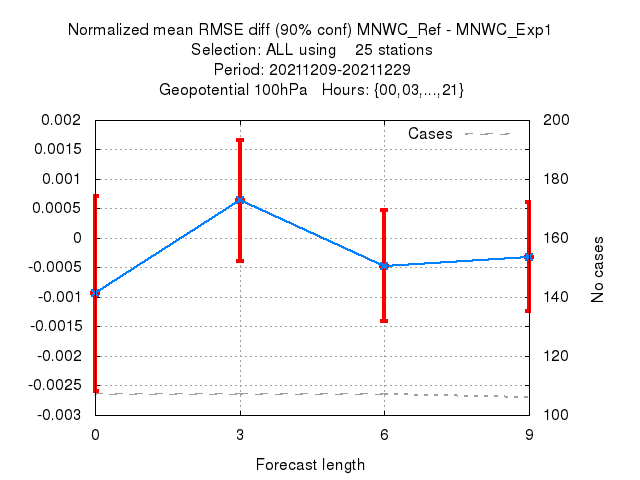 Normalized mean RMSE diff (90% conf) MNWC_Ref - MNWC_Exp1
Selection: ALL using    25 stations
Period: 20211209-20211229
Geopotential 100hPa   Hours: {00,03,...,21}
Cases
0.002
0.0015
0.001
0.0005
0
-0.0005
-0.001
-0.0015
-0.002
-0.0025
-0.003
200
180
160
140
120
100
No cases
0 3 6 9
Forecast length